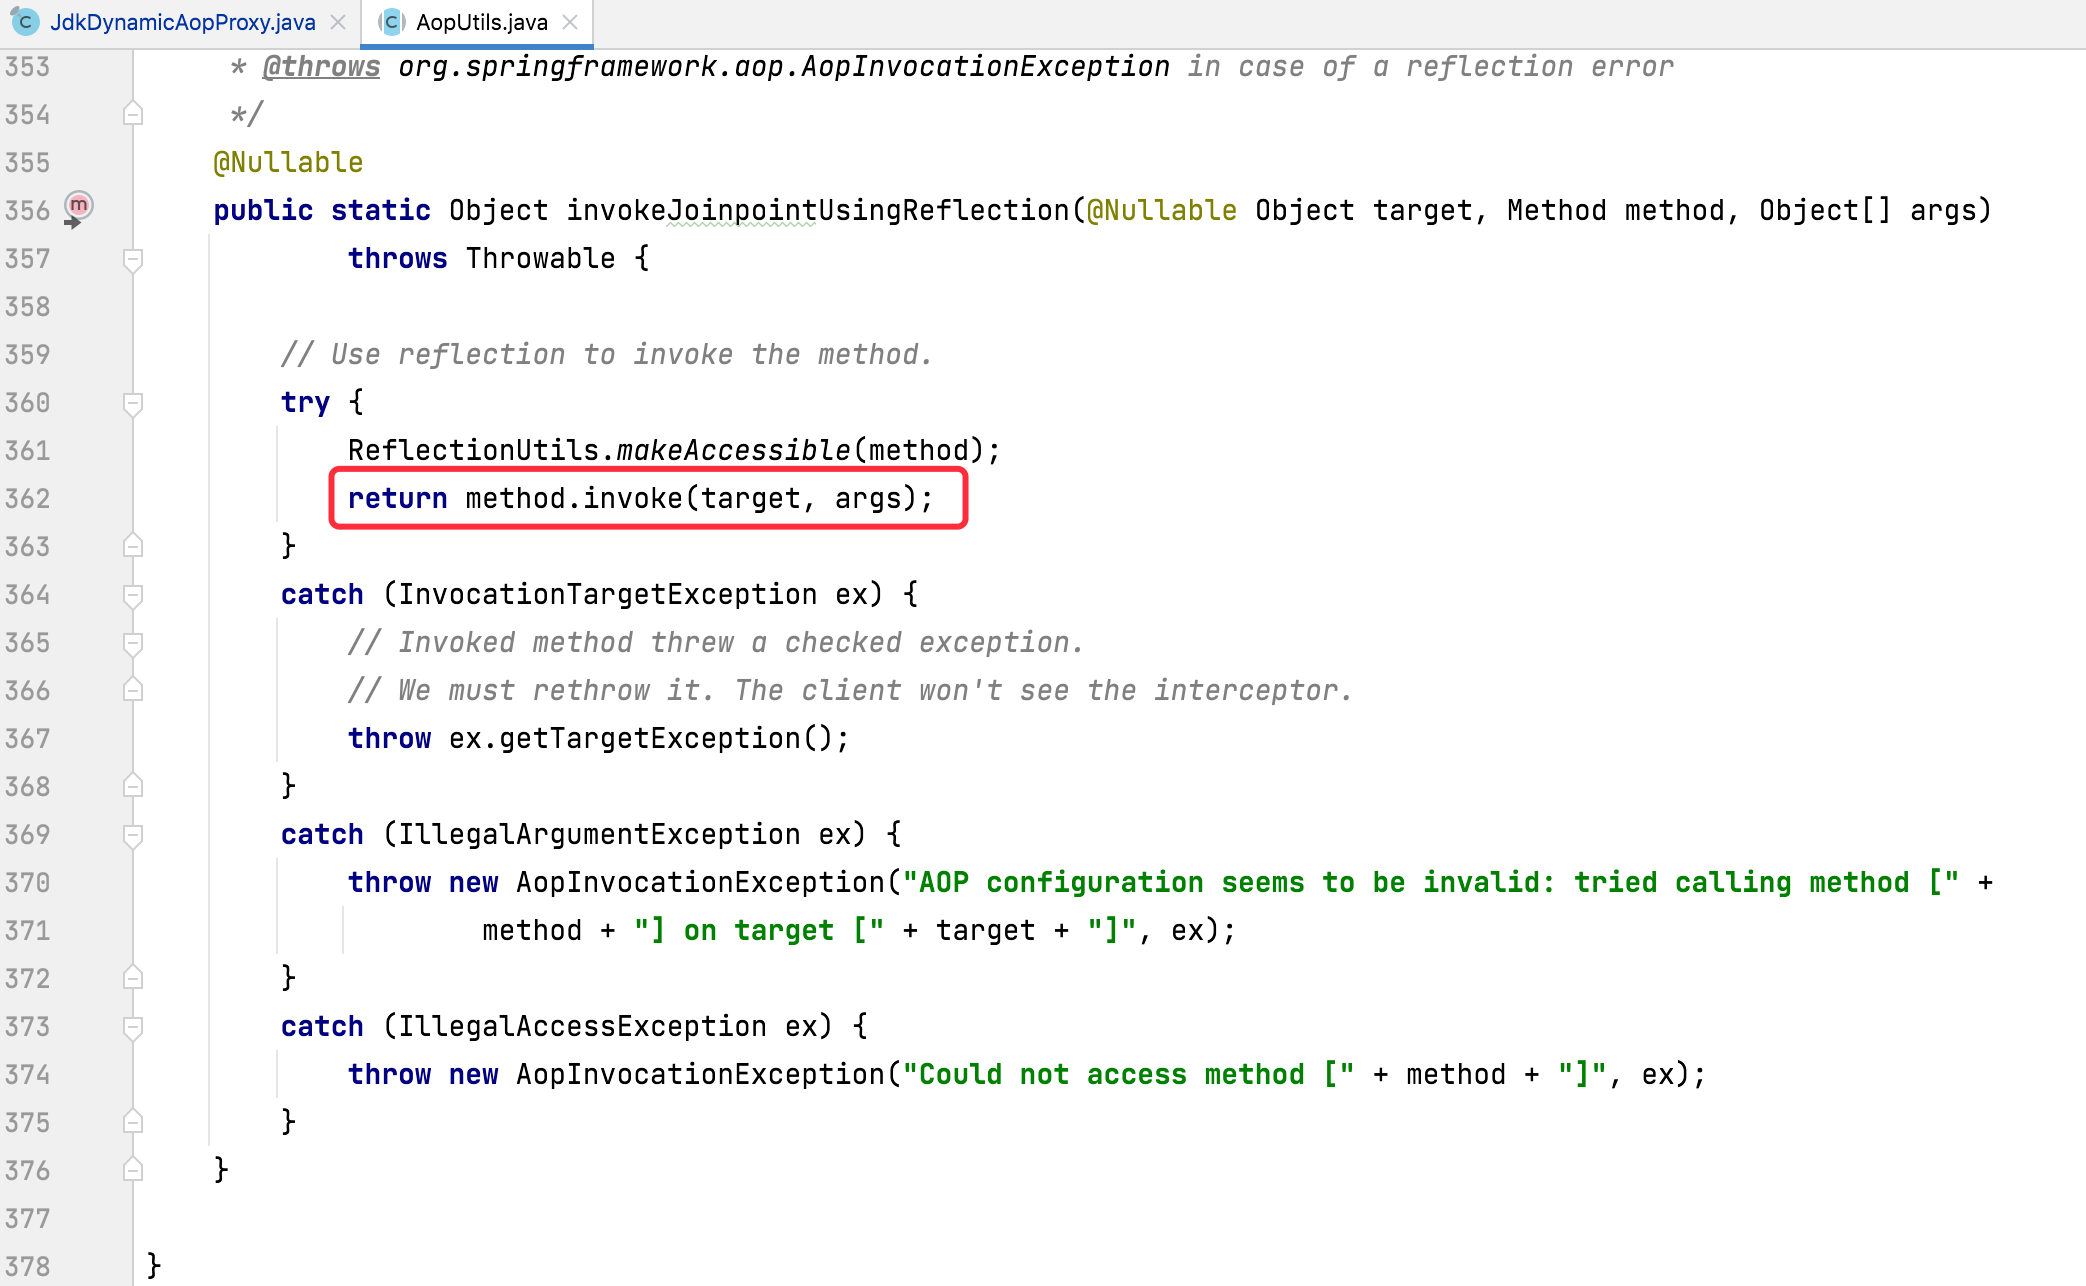 JdkDynamicAopProxy.java AopUtils.java
353 * @throws org.springframework.aop.AopInvocationException in case of a reflection error
354 */
355 @Nullable
356 public static Object invokeJoinpointUsingReflection(@Nullable Object target, Method method, Object[] args)
357 throws Throwable {
358
359 // Use reflection to invoke the method.
360 try {
361 ReflectionUtils.makeAccessible(method);
362 return method.invoke(target, args);
363 }
364 catch (InvocationTargetException ex) {
365 // Invoked method threw a checked exception.
366 // We must rethrow it. The client won't see the interceptor.
367 throw ex.getTargetException();
368 }
369 catch (IllegalArgumentException ex) {
370 throw new AopInvocationException("AOP configuration seems to be invalid: tried calling method [" +
371 method + "] on target [" + target + "]", ex);
372 }
373 catch (IllegalAccessException ex) {
374 throw new AopInvocationException("Could not access method [" + method + "]", ex);
375 }
376 }
377
378 }